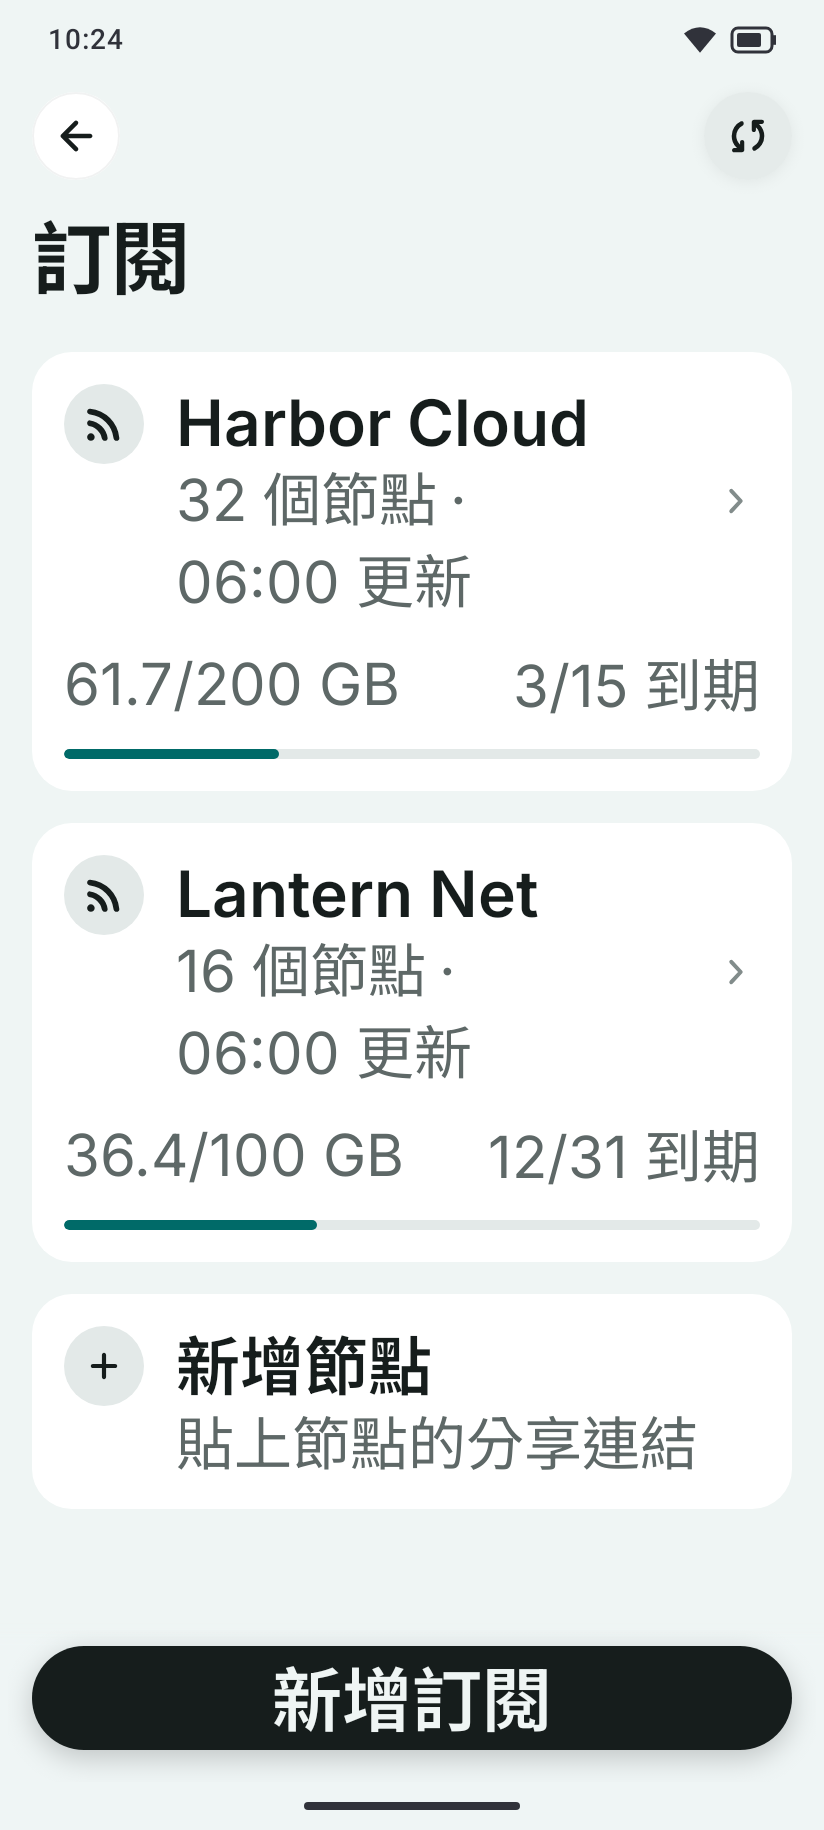 10:24
訂閱
Harbor Cloud
32 個節點 ·
06:00 更新
61.7/200 GB
3/15 到期
Lantern Net
16 個節點 ·
06:00 更新
36.4/100 GB
12/31 到期
新增節點
貼上節點的分享連結
新增訂閱